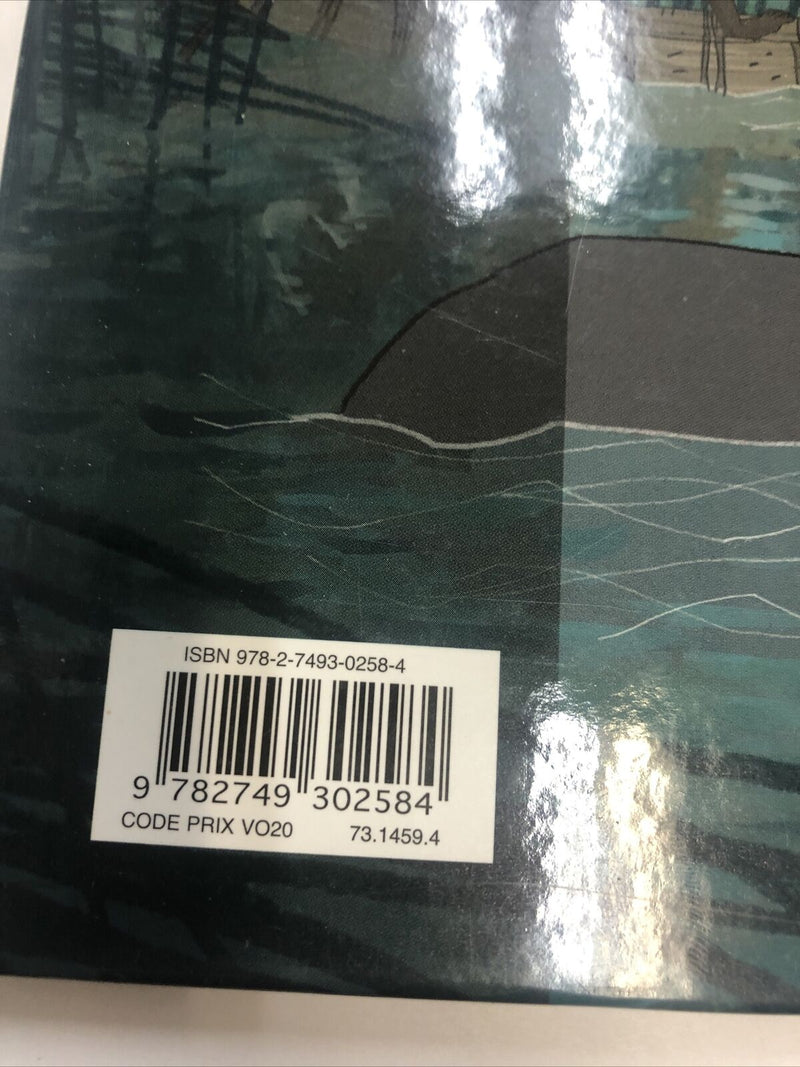 ISBN 978-2-7493-0258-4
9 782749 302584
CODE PRIX VO20 73.1459.4